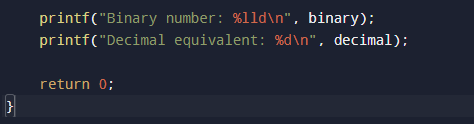 printf("Binary number: %lld\n", binary);
printf("Decimal equivalent: %d\n", decimal);
return 0;
}